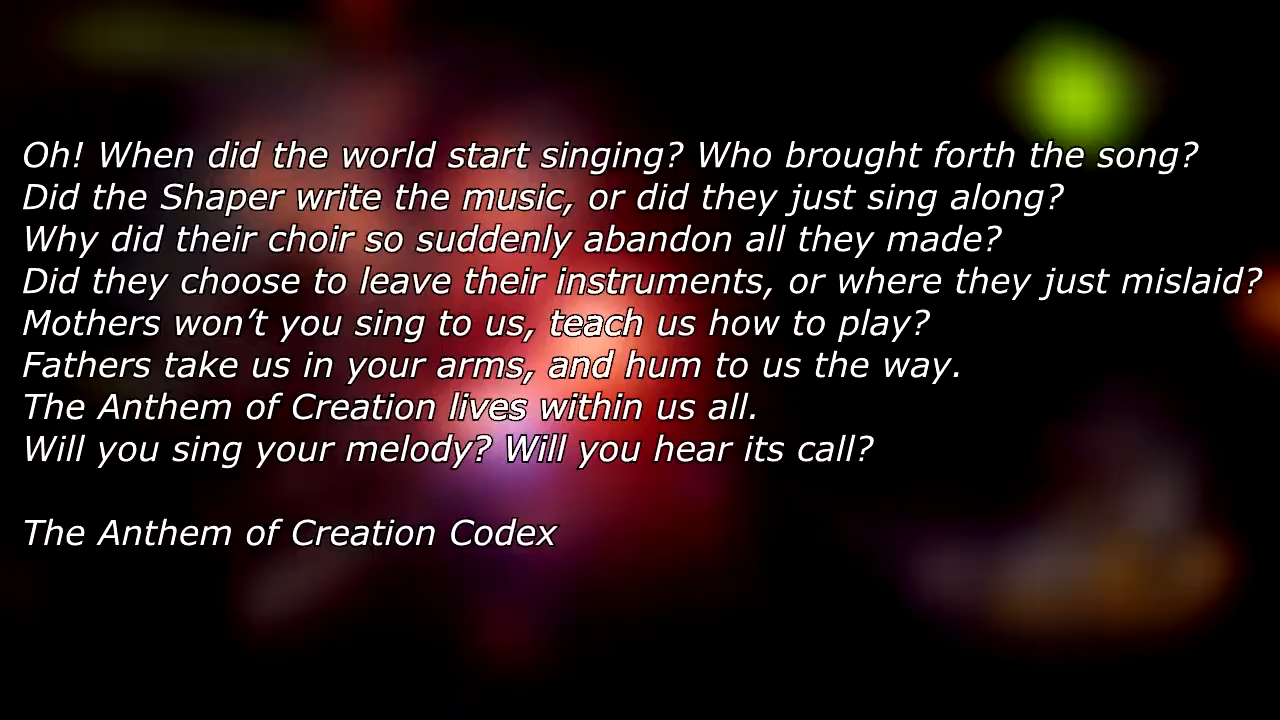 Oh! When did the world start singing? Who brought forth the song?
Did the Shaper write the music, or did they just sing along?
Why did their choir so suddenly abandon all they made?
Did they choose to leave their instruments, or where they just mislaid?
Mothers won’t you sing to us, teach us how to play?
Fathers take us in your arms, and hum to us the way.
The Anthem of Creation lives within us all.
Will you sing your melody? Will you hear its call?
The Anthem of Creation Codex